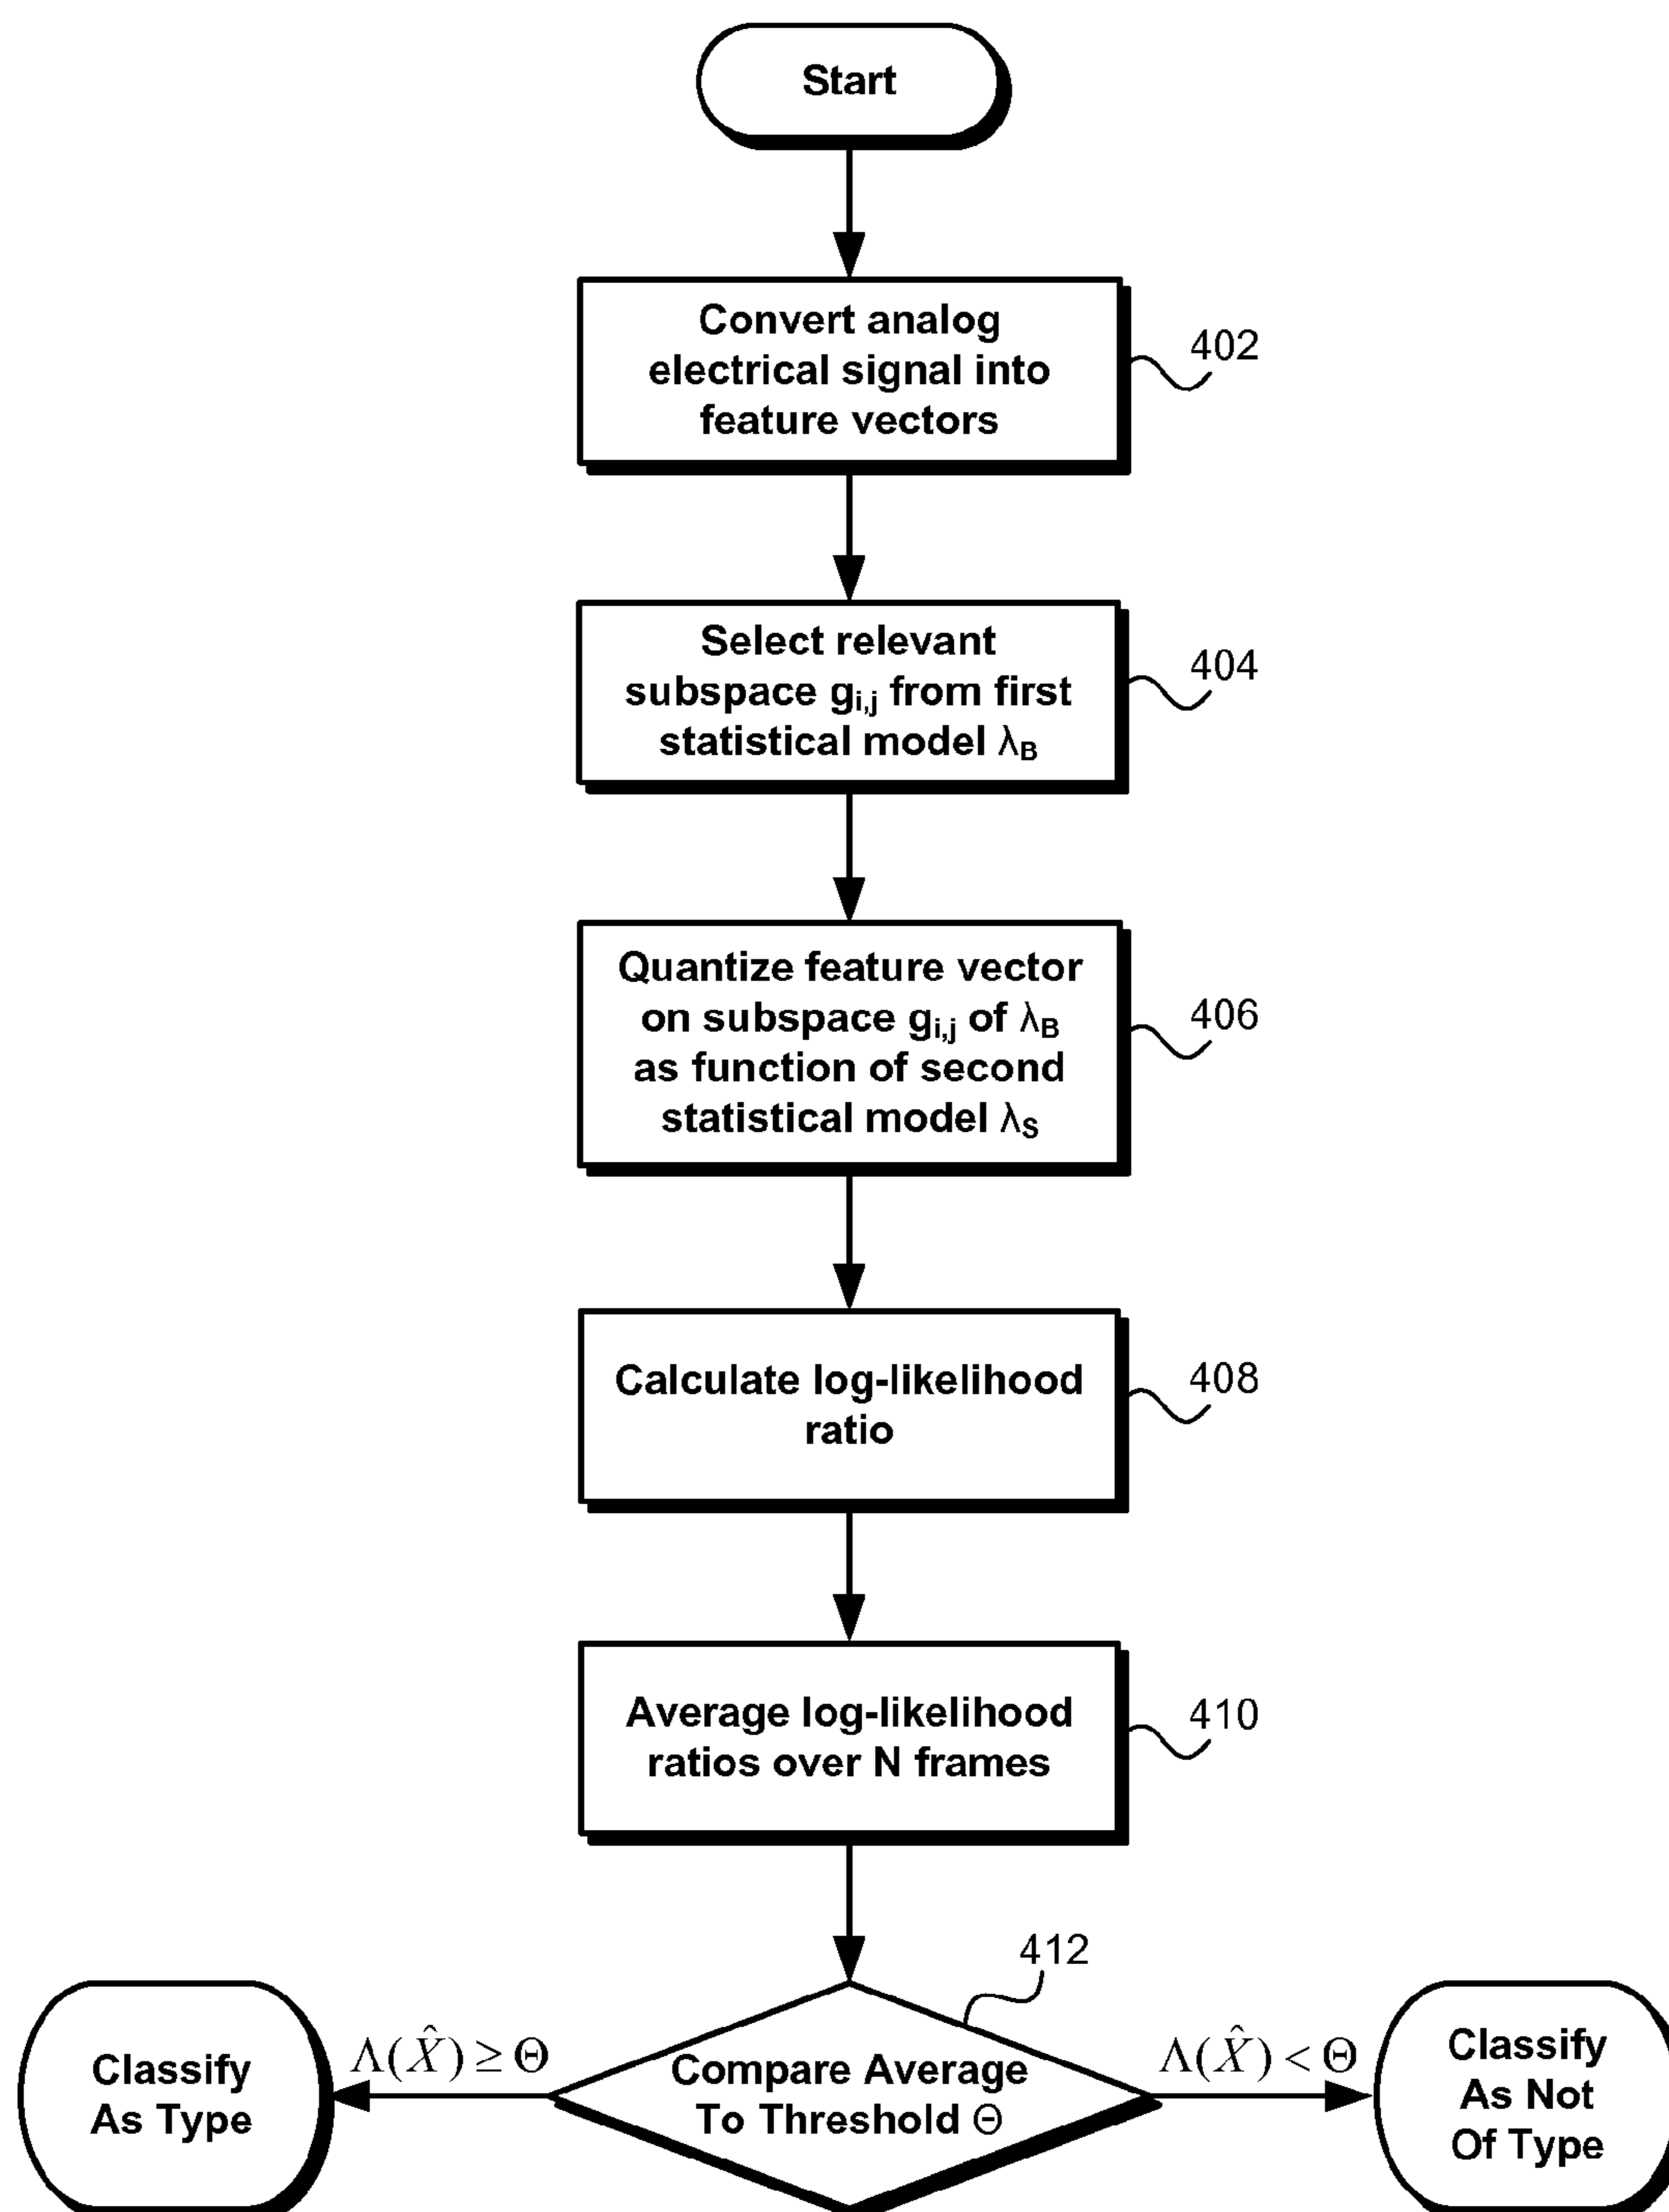 Start
Convert analog
electrical signal into
feature vectors
402
Select relevant
subspace gi,j from first
statistical model λB
404
Quantize feature vector
on subspace gi,j of λB
as function of second
statistical model λS
406
Calculate log-likelihood
ratio
408
Average log-likelihood
ratios over N frames
410
412
Classify
As Type
Λ(X̂) ≥ Θ
Compare Average
To Threshold Θ
Λ(X̂) < Θ
Classify
As Not
Of Type